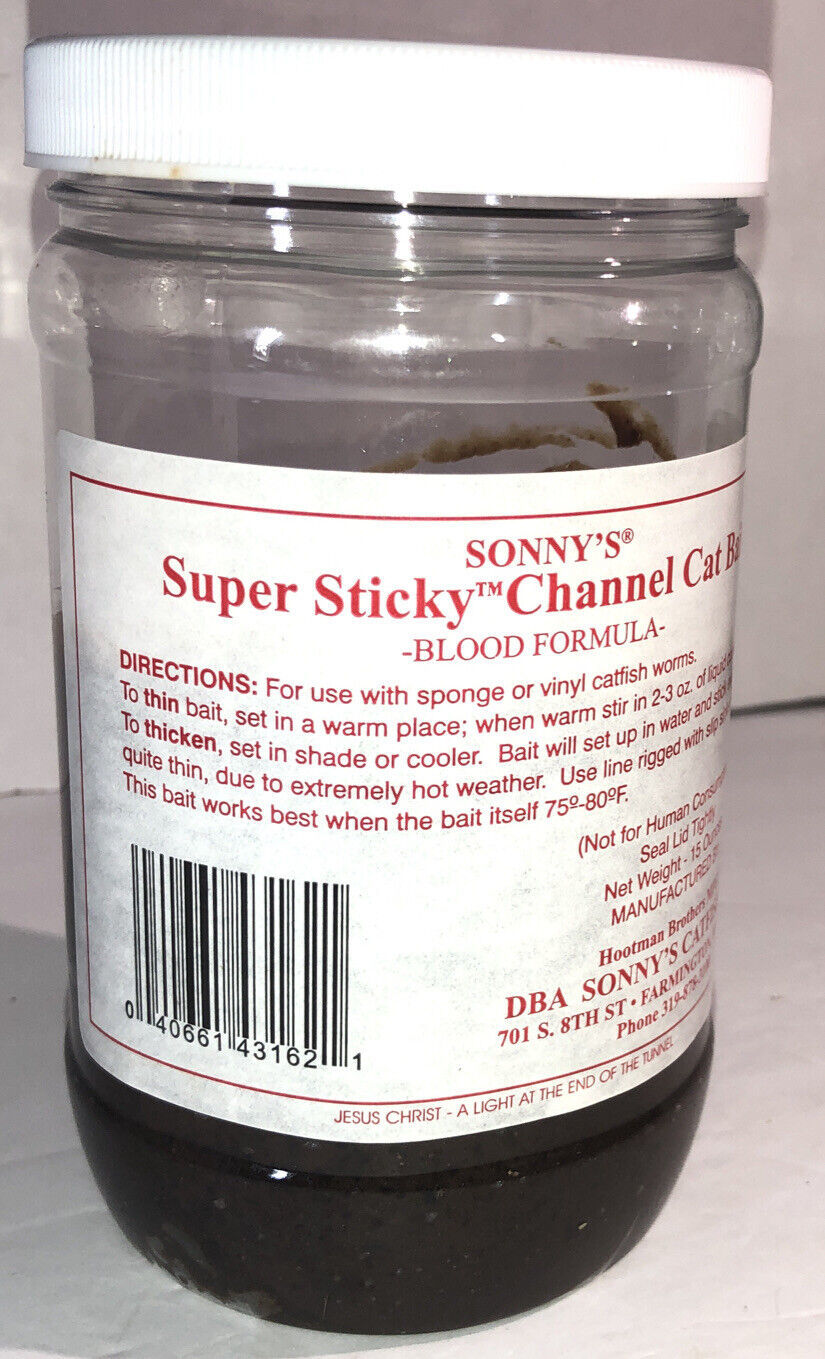 SONNY'S®
Super Sticky™ Channel Cat
-BLOOD FORMULA-
DIRECTIONS: For use with sponge or vinyl catfish worms.
To thin bait, set in a warm place; when warm stir in 2-3 oz. of liquid
To thicken, set in shade or cooler. Bait will set up in water and stick
quite thin, due to extremely hot weather. Use line rigged with slip
This bait works best when the bait itself 75º-80ºF.
(Not for Human
Seal Lid Tightly
Net Weight - 15
MANUFACTURED
Hootman Brothers
DBA SONNY'S
701 S. 8TH ST •
Phone 319-878-
0 40661 43162 1
JESUS CHRIST - A LIGHT AT THE END OF THE TUNNEL